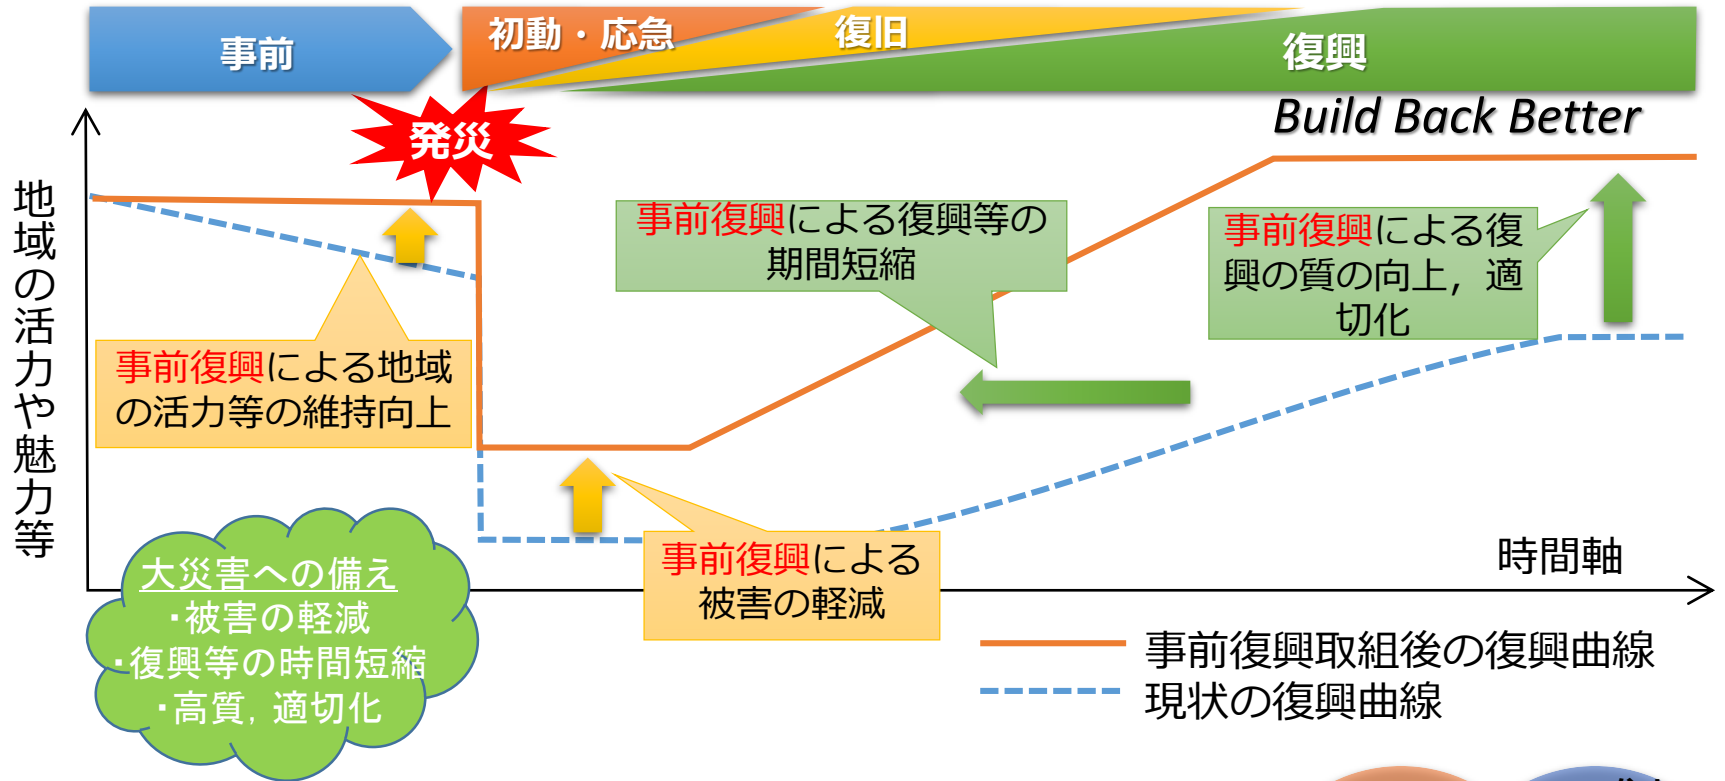 事前
初動・応急
復旧
復興
発災
Build Back Better
地域の活力や魅力等
事前復興による復興等の
期間短縮
事前復興による復
興の質の向上，適
切化
事前復興による地域
の活力等の維持向上
事前復興による
被害の軽減
時間軸
大災害への備え
・被害の軽減
・復興等の時間短縮
・高質，適切化
事前復興取組後の復興曲線
現状の復興曲線